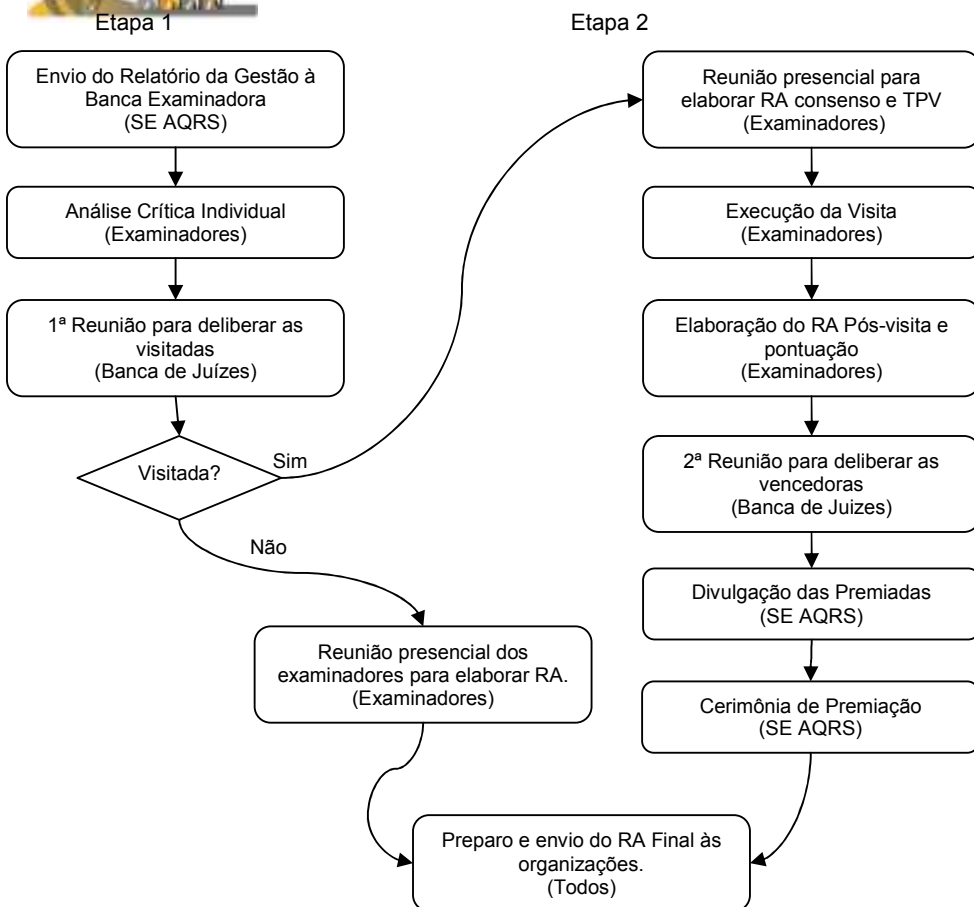 Etapa 1
Envio do Relatório da Gestão à
Banca Examinadora
(SE AQRS)
Análise Crítica Individual
(Examinadores)
1ª Reunião para deliberar as
visitadas
(Banca de Juízes)
Visitada?
Sim
Não
Reunião presencial dos
examinadores para elaborar RA.
(Examinadores)
Etapa 2
Reunião presencial para
elaborar RA consenso e TPV
(Examinadores)
Execução da Visita
(Examinadores)
Elaboração do RA Pós-visita e
pontuação
(Examinadores)
2ª Reunião para deliberar as
vencedoras
(Banca de Juizes)
Divulgação das Premiadas
(SE AQRS)
Cerimônia de Premiação
(SE AQRS)
Preparo e envio do RA Final às
organizações.
(Todos)